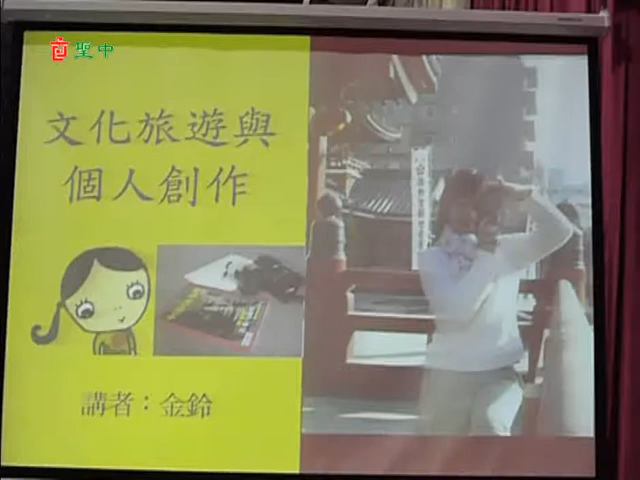 聖中
文化旅遊與
個人創作
講者：金鈴